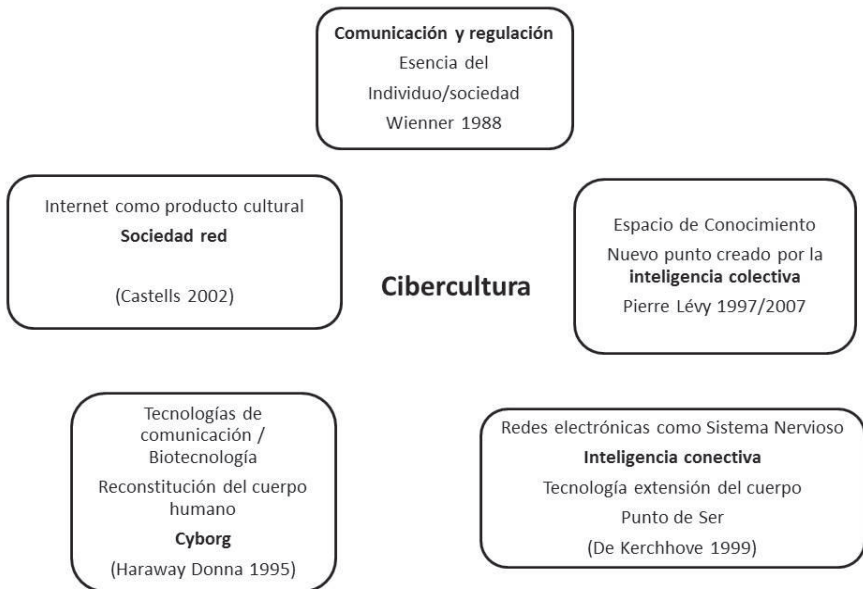 Comunicación y regulación
Esencia del
Individuo/sociedad
Wienner 1988
Internet como producto cultural
Sociedad red
(Castells 2002)
Cibercultura
Espacio de Conocimiento
Nuevo punto creado por la
inteligencia colectiva
Pierre Lévy 1997/2007
Tecnologías de
comunicación /
Biotecnología
Reconstitución del cuerpo
humano
Cyborg
(Haraway Donna 1995)
Redes electrónicas como Sistema Nervioso
Inteligencia conectiva
Tecnología extensión del cuerpo
Punto de Ser
(De Kerchhove 1999)